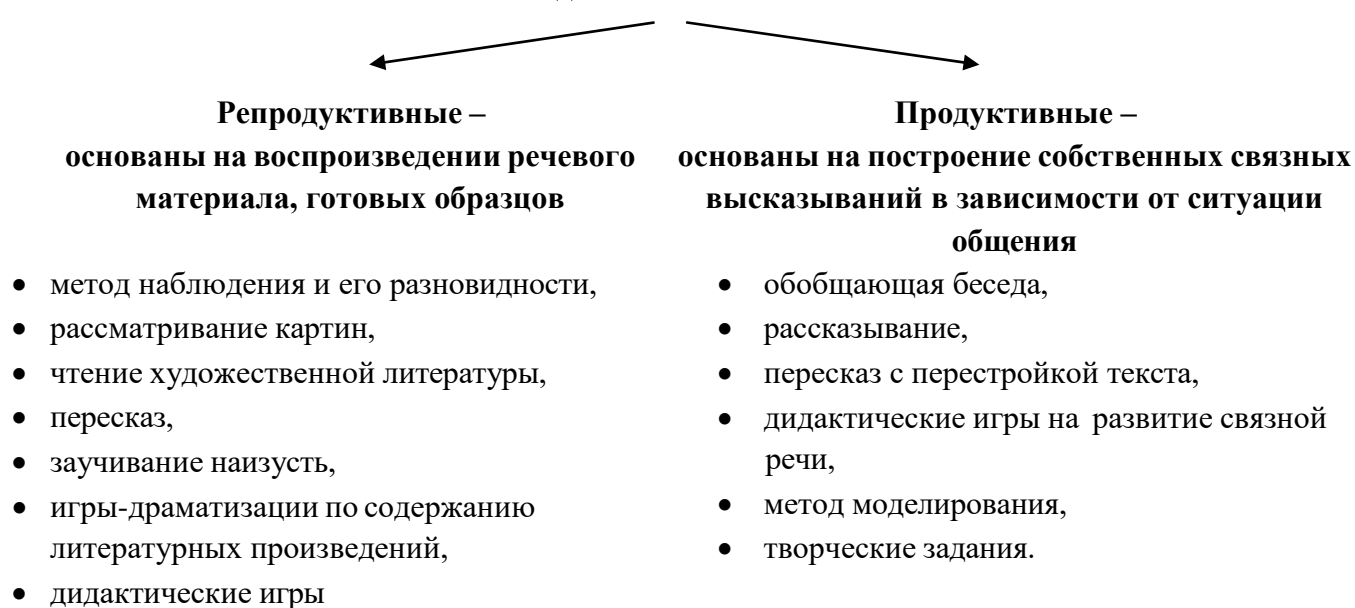 Репродуктивные –
основаны на воспроизведении речевого
материала, готовых образцов
• метод наблюдения и его разновидности,
• рассматривание картин,
• чтение художественной литературы,
• пересказ,
• заучивание наизусть,
• игры-драматизации по содержанию
литературных произведений,
• дидактические игры
Продуктивные –
основаны на построение собственных связных
высказываний в зависимости от ситуации
общения
• обобщающая беседа,
• рассказывание,
• пересказ с перестройкой текста,
• дидактические игры на развитие связной
речи,
• метод моделирования,
• творческие задания.